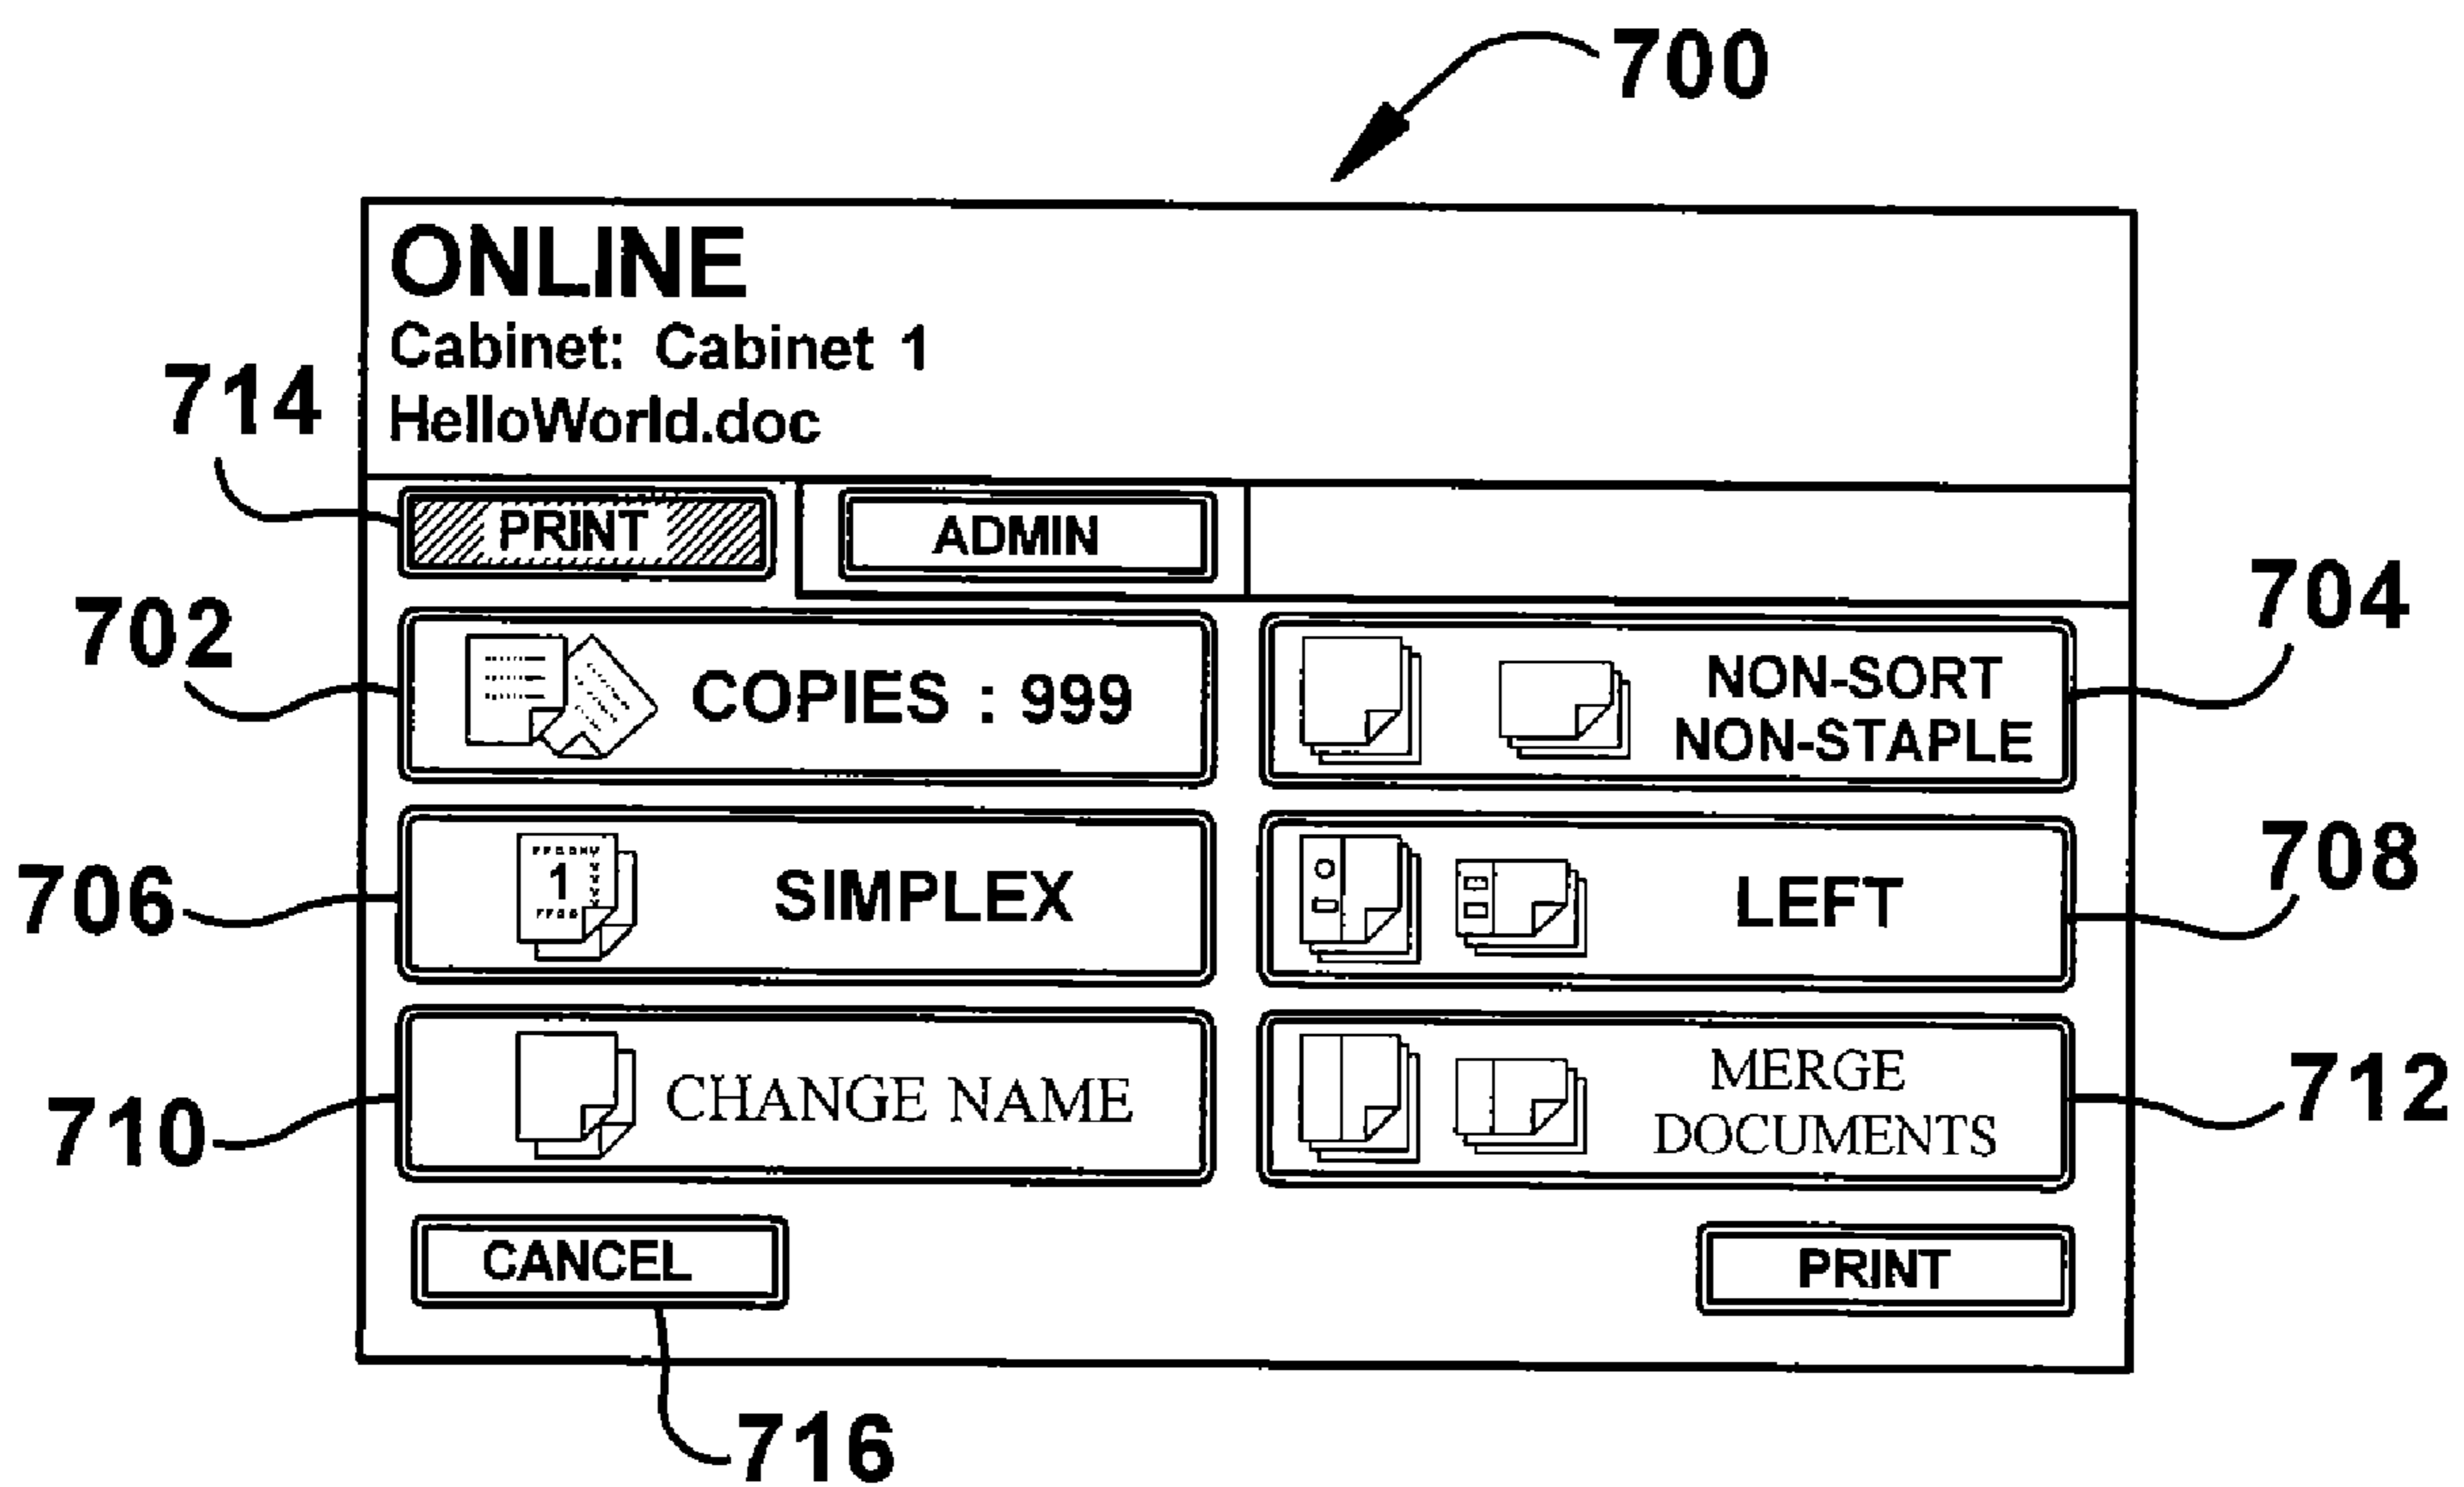 700
ONLINE
Cabinet: Cabinet 1
HelloWorld.doc
714
PRINT
ADMIN
702
COPIES : 999
NON-SORT
NON-STAPLE
704
706
1
SIMPLEX
LEFT
708
710
CHANGE NAME
MERGE
DOCUMENTS
712
CANCEL
PRINT
716